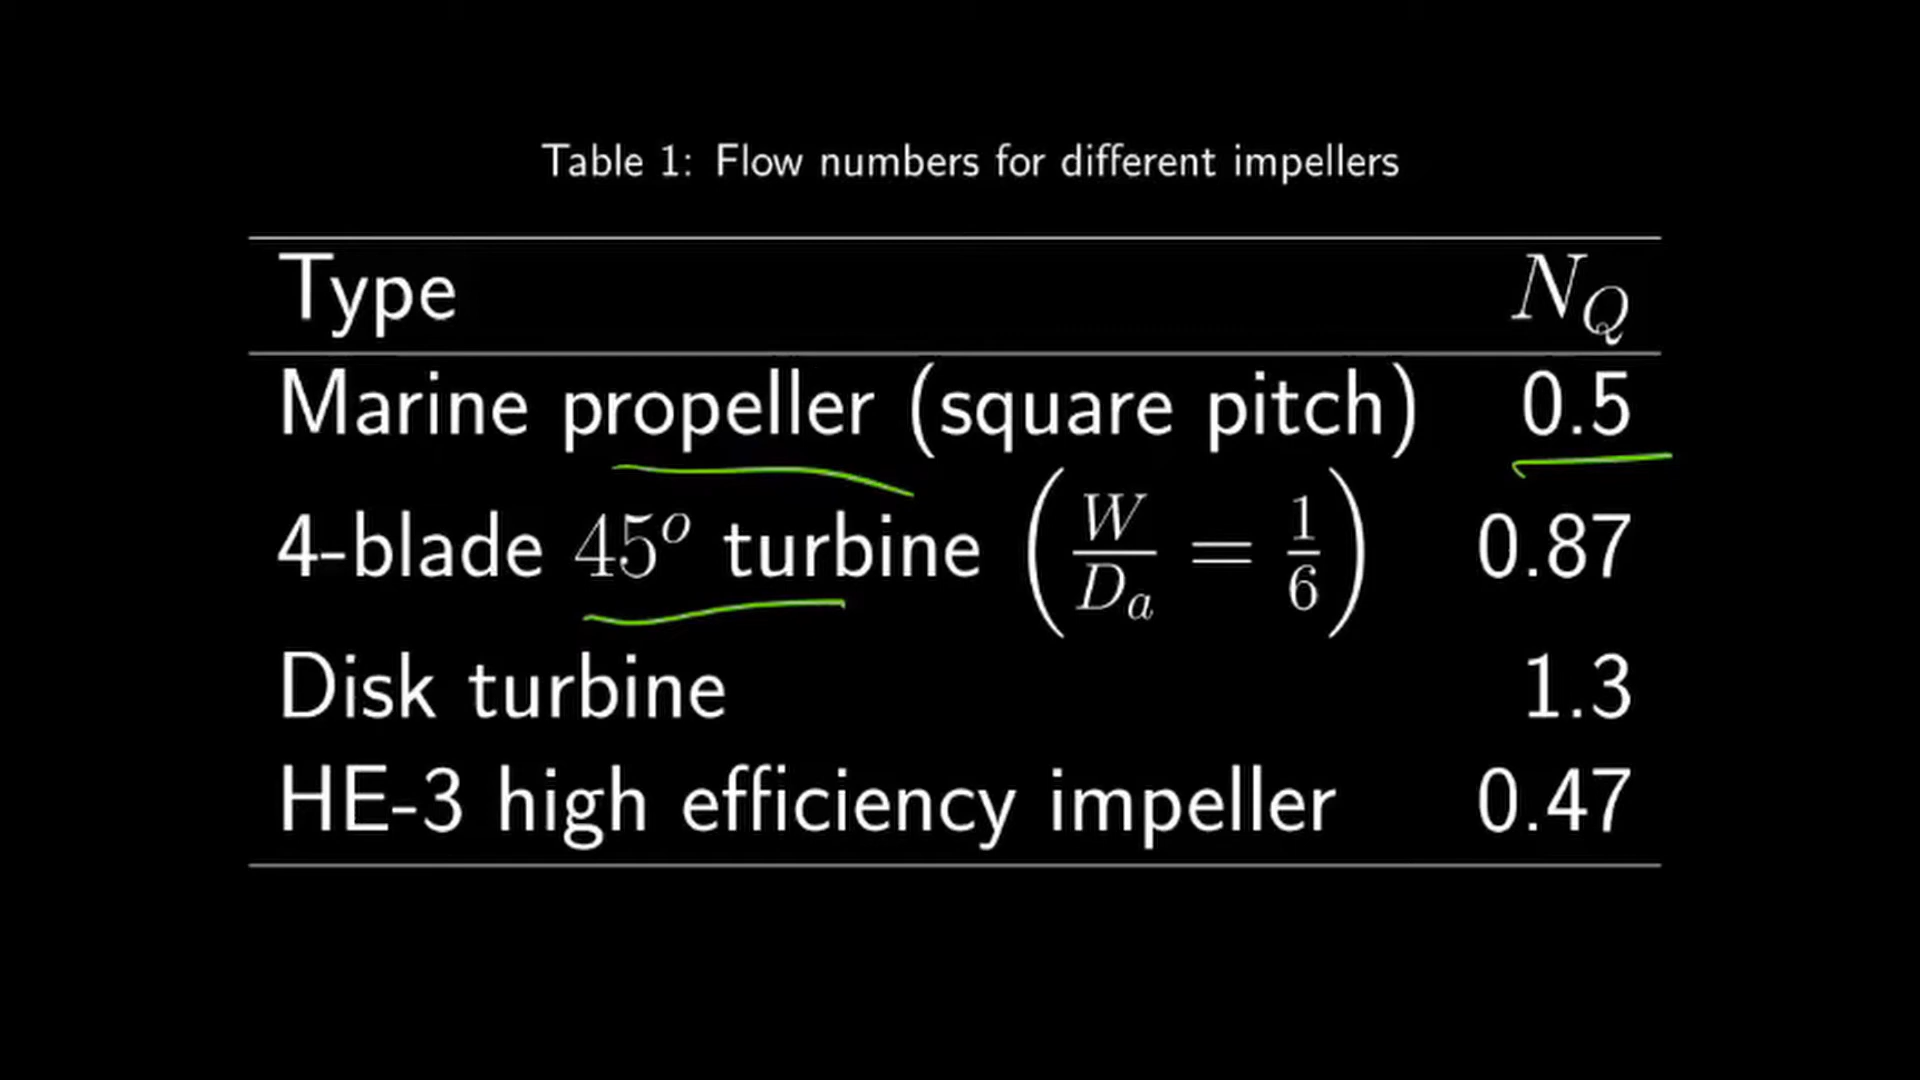 Table 1: Flow numbers for different impellers
Type N_Q
Marine propeller (square pitch) 0.5
4-blade 45° turbine (W/D_a = 1/6) 0.87
Disk turbine 1.3
HE-3 high efficiency impeller 0.47